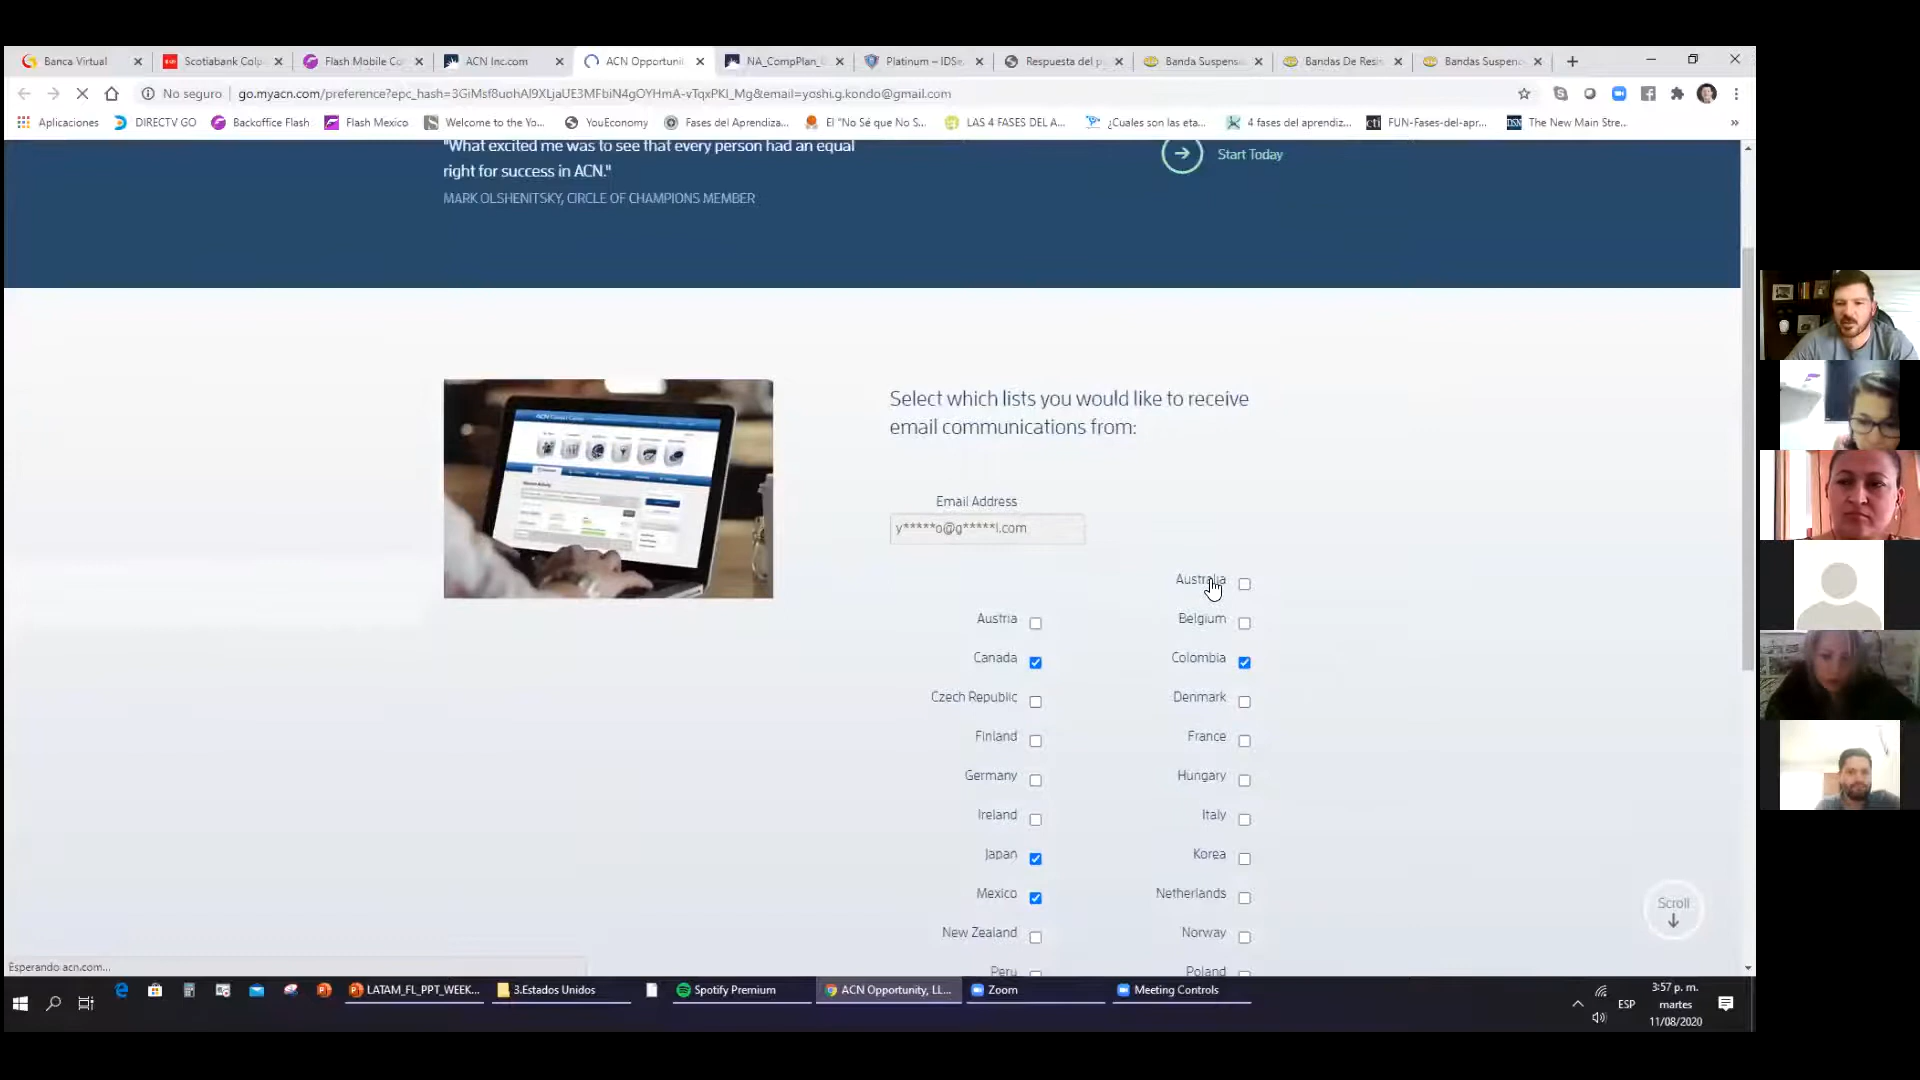 Banca Virtual
Scotiabank Colp
Flash Mobile Co
ACN Inc.com
ACN Opportuni
NA_CompPlan_
Platinum – IDSe
Respuesta del p
Banda Suspens
Bandas De Resis
Bandas Suspens
No seguro
go.myacn.com/preference?epc_hash=3GiMsf8uphAl9XLjaUE3MFbiN4gOYHmA-vTqxPKl_Mg&email=yoshi.g.kondo@gmail.com
Aplicaciones
DIRECTV GO
Backoffice Flash
Flash Mexico
Welcome to the Yo...
YouEconomy
Fases del Aprendiza...
El "No Sé que No S...
LAS 4 FASES DEL A...
¿Cuales son las eta...
4 fases del aprendiz...
FUN-Fases-del-apr...
The New Main Stre...
"What excited me was to see that every person had an equal
right for success in ACN."
MARK OLSHENITSKY, CIRCLE OF CHAMPIONS MEMBER
Start Today
Select which lists you would like to receive
email communications from:
Email Address
y*****o@g*****l.com
Australia
Austria
Belgium
Canada
Colombia
Czech Republic
Denmark
Finland
France
Germany
Hungary
Ireland
Italy
Japan
Korea
Mexico
Netherlands
New Zealand
Norway
Peru
Poland
Scroll
Esperando acn.com...
LATAM_FL_PPT_WEEK...
3.Estados Unidos
Spotify Premium
ACN Opportunity, LL...
Zoom
Meeting Controls
ESP
3:57 p. m.
martes
11/08/2020